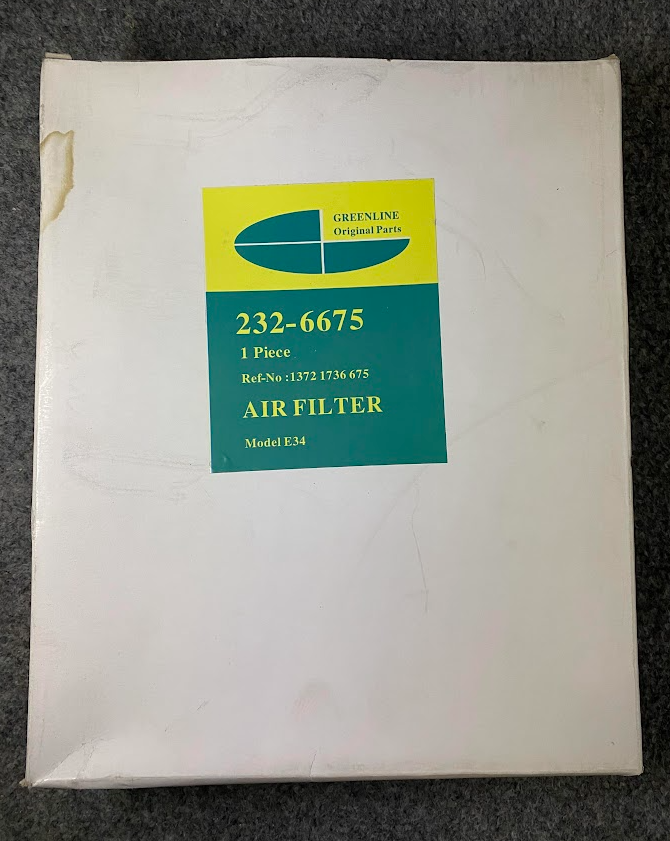 GREENLINE
Original Parts
232-6675
1 Piece
Ref-No :1372 1736 675
AIR FILTER
Model E34